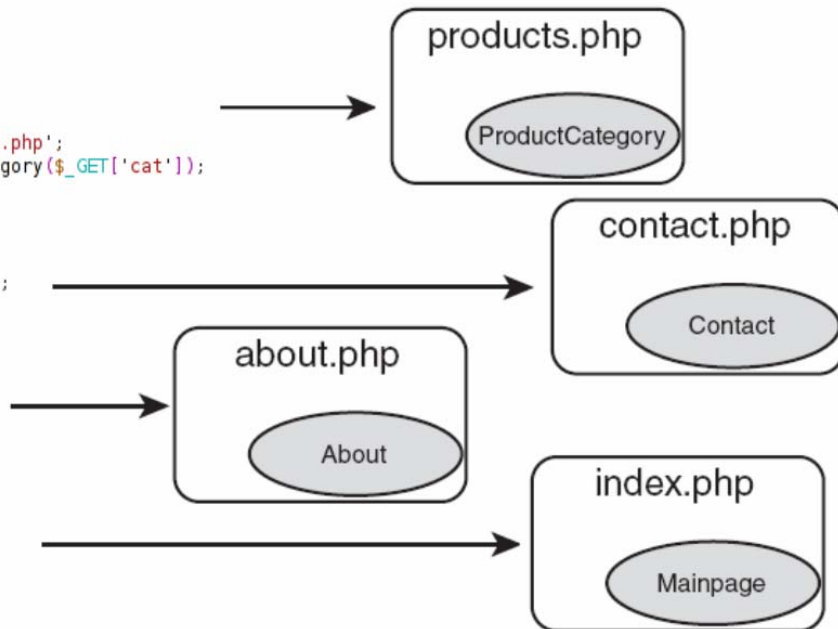 products.php
ProductCategory
.php';
gory($_GET['cat']);
contact.php
;
Contact
about.php
About
index.php
Mainpage